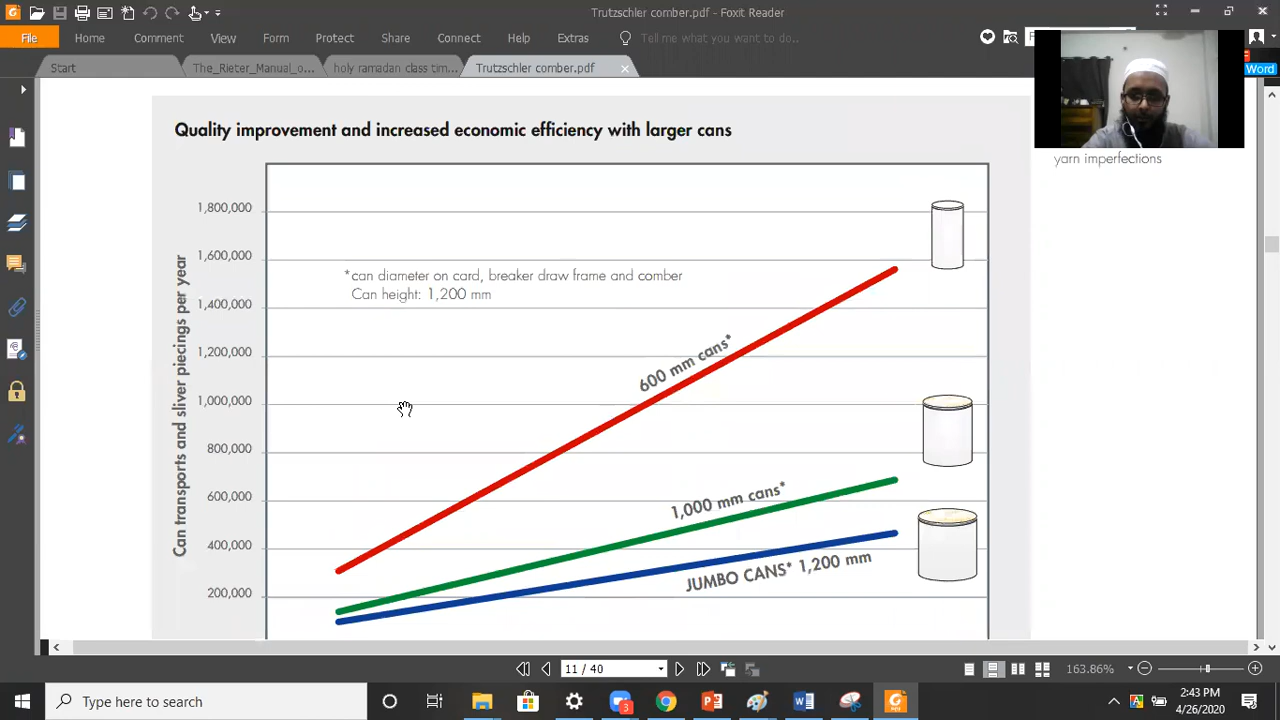 Trutzschler comber.pdf - Foxit Reader
File Home Comment View Form Protect Share Connect Help Extras Tell me what you want to do...
Start The_Rieter_Manual_o... holy ramadan class tim... Trutzschler comber.pdf
Word
yarn imperfections
Quality improvement and increased economic efficiency with larger cans
Can transports and sliver piecings per year
1,800,000
1,600,000
*can diameter on card, breaker draw frame and comber
Can height: 1,200 mm
1,400,000
1,200,000
600 mm cans*
1,000,000
800,000
600,000
1,000 mm cans*
400,000
JUMBO CANS* 1,200 mm
200,000
11 / 40
163.86%
Type here to search
3
2:43 PM
4/26/2020